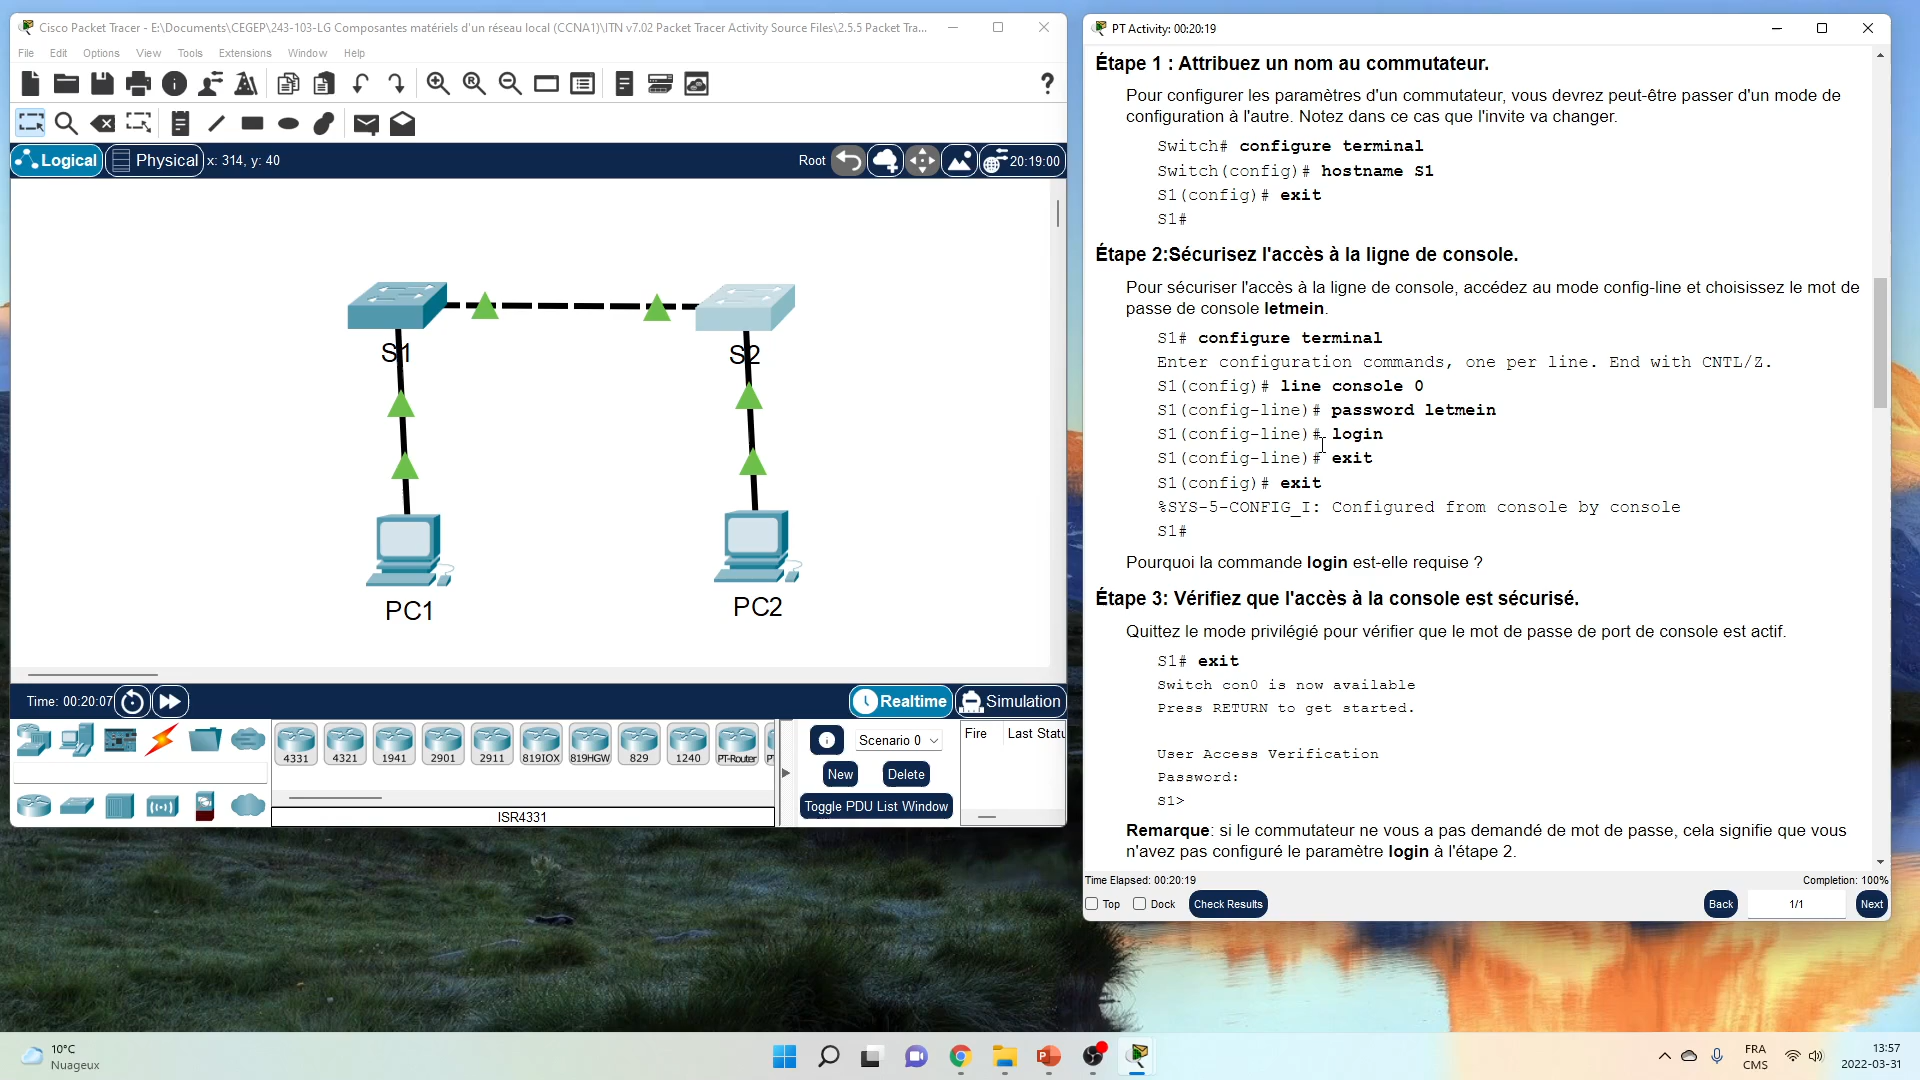 Cisco Packet Tracer - E:\Documents\CEGEP\243-103-LG Composantes matériels d'un réseau local (CCNA1)\ITN v7.02 Packet Tracer Activity Source Files\2.5.5 Packet Tra...
File Edit Options View Tools Extensions Window Help
Logical Physical x: 314, y: 40 Root 20:19:00
S1
S2
PC1
PC2
Time: 00:20:07 Realtime Simulation
4331 4321 1941 2901 2911 819IOX 819HGW 829 1240 PT-Router PT
ISR4331
Scenario 0
New Delete
Toggle PDU List Window
Fire Last Statu
PT Activity: 00:20:19
Étape 1 : Attribuez un nom au commutateur.
Pour configurer les paramètres d'un commutateur, vous devrez peut-être passer d'un mode de
configuration à l'autre. Notez dans ce cas que l'invite va changer.
Switch# configure terminal
Switch(config)# hostname S1
S1(config)# exit
S1#
Étape 2:Sécurisez l'accès à la ligne de console.
Pour sécuriser l'accès à la ligne de console, accédez au mode config-line et choisissez le mot de
passe de console letmein.
S1# configure terminal
Enter configuration commands, one per line. End with CNTL/Z.
S1(config)# line console 0
S1(config-line)# password letmein
S1(config-line)# login
S1(config-line)# exit
S1(config)# exit
%SYS-5-CONFIG_I: Configured from console by console
S1#
Pourquoi la commande login est-elle requise ?
Étape 3: Vérifiez que l'accès à la console est sécurisé.
Quittez le mode privilégié pour vérifier que le mot de passe de port de console est actif.
S1# exit
Switch con0 is now available
Press RETURN to get started.
User Access Verification
Password:
S1>
Remarque: si le commutateur ne vous a pas demandé de mot de passe, cela signifie que vous
n'avez pas configuré le paramètre login à l'étape 2.
Time Elapsed: 00:20:19 Completion: 100%
Top Dock Check Results Back 1/1 Next
10°C
Nuageux
FRA
CMS
13:57
2022-03-31